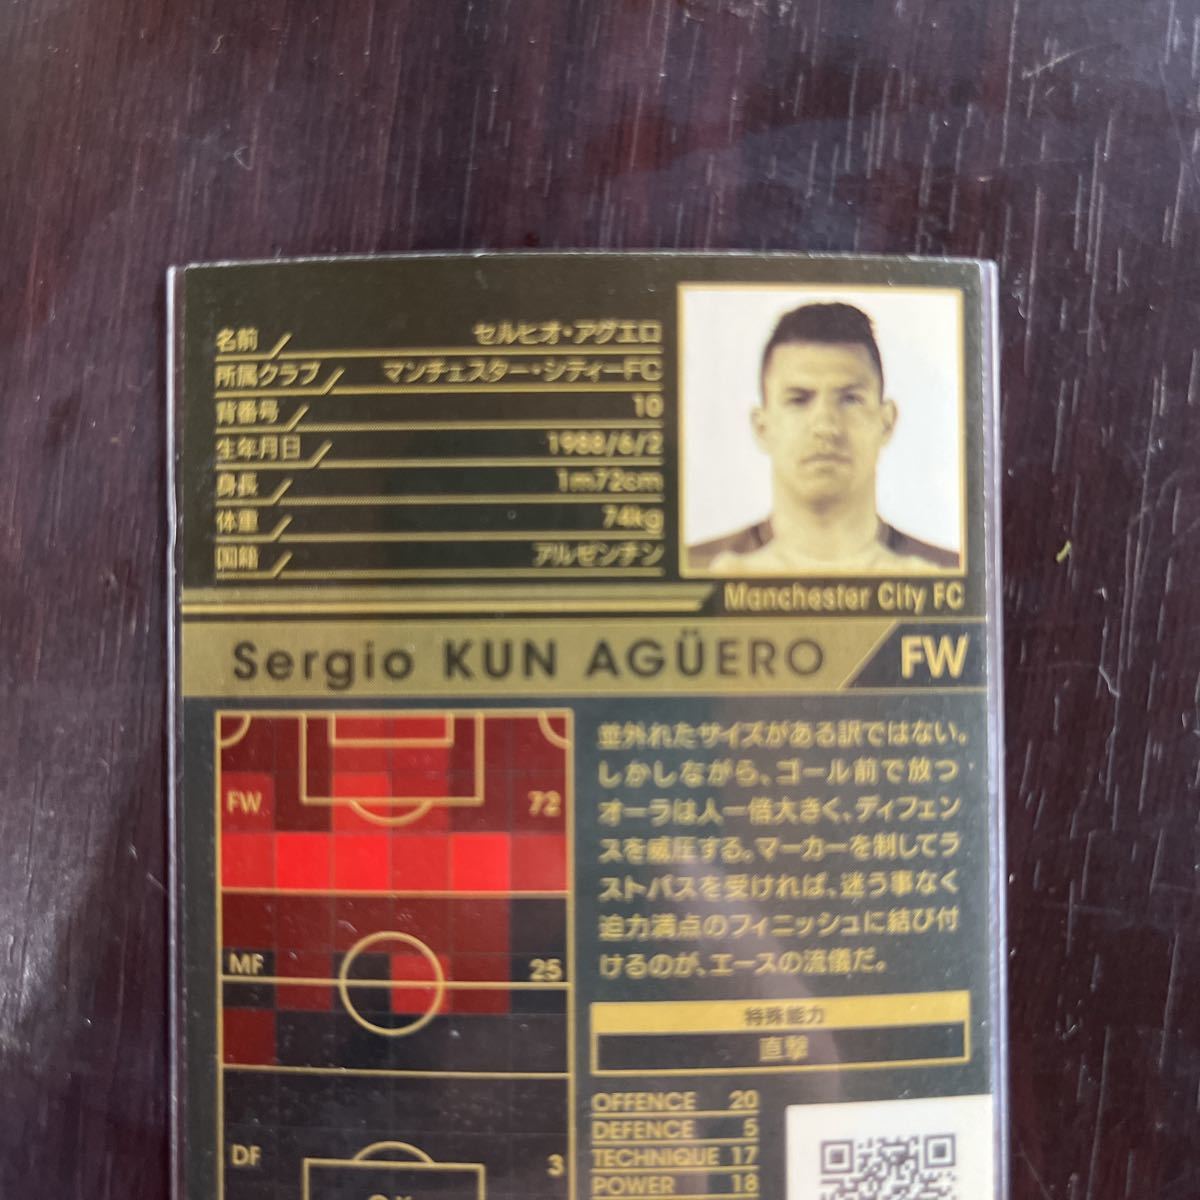 名前 セルヒオ・アグエロ
所属クラブ マンチェスター・シティーFC
背番号 10
生年月日 1988/6/2
身長 1m72cm
体重 74kg
国籍 アルゼンチン
Manchester City FC
Sergio KUN AGÜERO FW
FW 72
MF 25
DF 3
並外れたサイズがある訳ではない。
しかしながら、ゴール前で放つ
オーラは人一倍大きく、ディフェン
スを威圧する。マーカーを制してラ
ストパスを受ければ、迷う事なく
迫力満点のフィニッシュに結び付
けるのが、エースの流儀だ。
特殊能力
直撃
OFFENCE 20
DEFENCE 5
TECHNIQUE 17
POWER 18